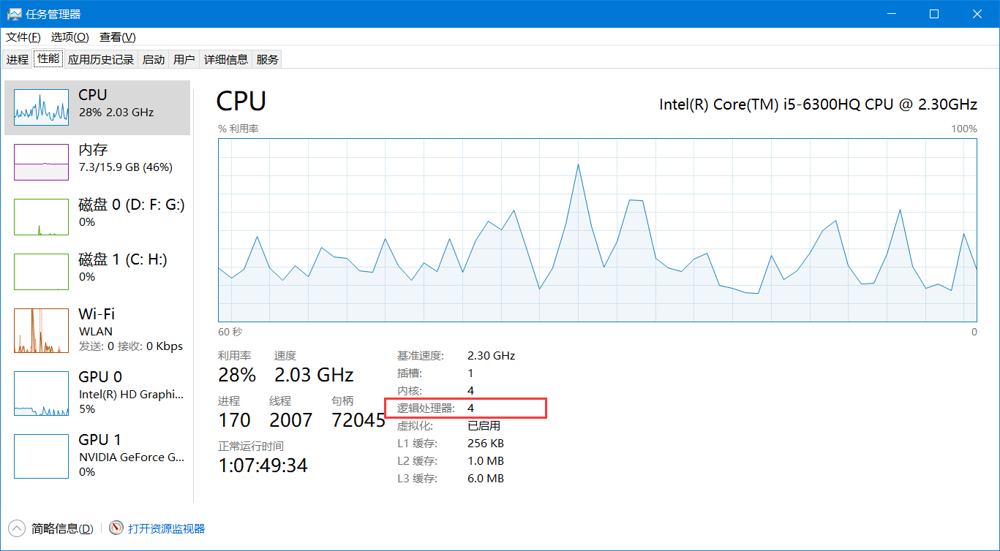 任务管理器
文件(F) 选项(O) 查看(V)
进程 性能 应用历史记录 启动 用户 详细信息 服务
CPU
28% 2.03 GHz
内存
7.3/15.9 GB (46%)
磁盘 0 (D: F: G:)
0%
磁盘 1 (C: H:)
0%
Wi-Fi
WLAN
发送: 0 接收: 0 Kbps
GPU 0
Intel(R) HD Graphi...
5%
GPU 1
NVIDIA GeForce G...
0%
CPU
Intel(R) Core(TM) i5-6300HQ CPU @ 2.30GHz
% 利用率 100%
60 秒 0
利用率 速度
28% 2.03 GHz
进程 线程 句柄
170 2007 72045
正常运行时间
1:07:49:34
基准速度: 2.30 GHz
插槽: 1
内核: 4
逻辑处理器: 4
虚拟化: 已启用
L1 缓存: 256 KB
L2 缓存: 1.0 MB
L3 缓存: 6.0 MB
简略信息(D) 打开资源监视器